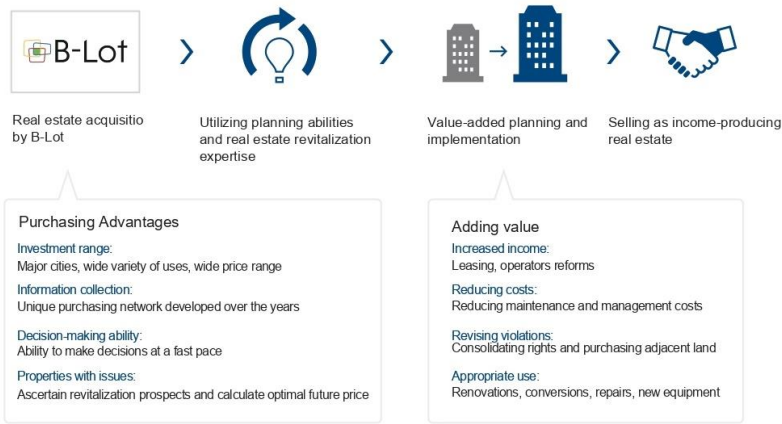 B-Lot
Real estate acquisitio
by B-Lot
Utilizing planning abilities
and real estate revitalization
expertise
Value-added planning and
implementation
Selling as income-producing
real estate
Purchasing Advantages
Investment range:
Major cities, wide variety of uses, wide price range
Information collection:
Unique purchasing network developed over the years
Decision-making ability:
Ability to make decisions at a fast pace
Properties with issues:
Ascertain revitalization prospects and calculate optimal future price
Adding value
Increased income:
Leasing, operators reforms
Reducing costs:
Reducing maintenance and management costs
Revising violations:
Consolidating rights and purchasing adjacent land
Appropriate use:
Renovations, conversions, repairs, new equipment